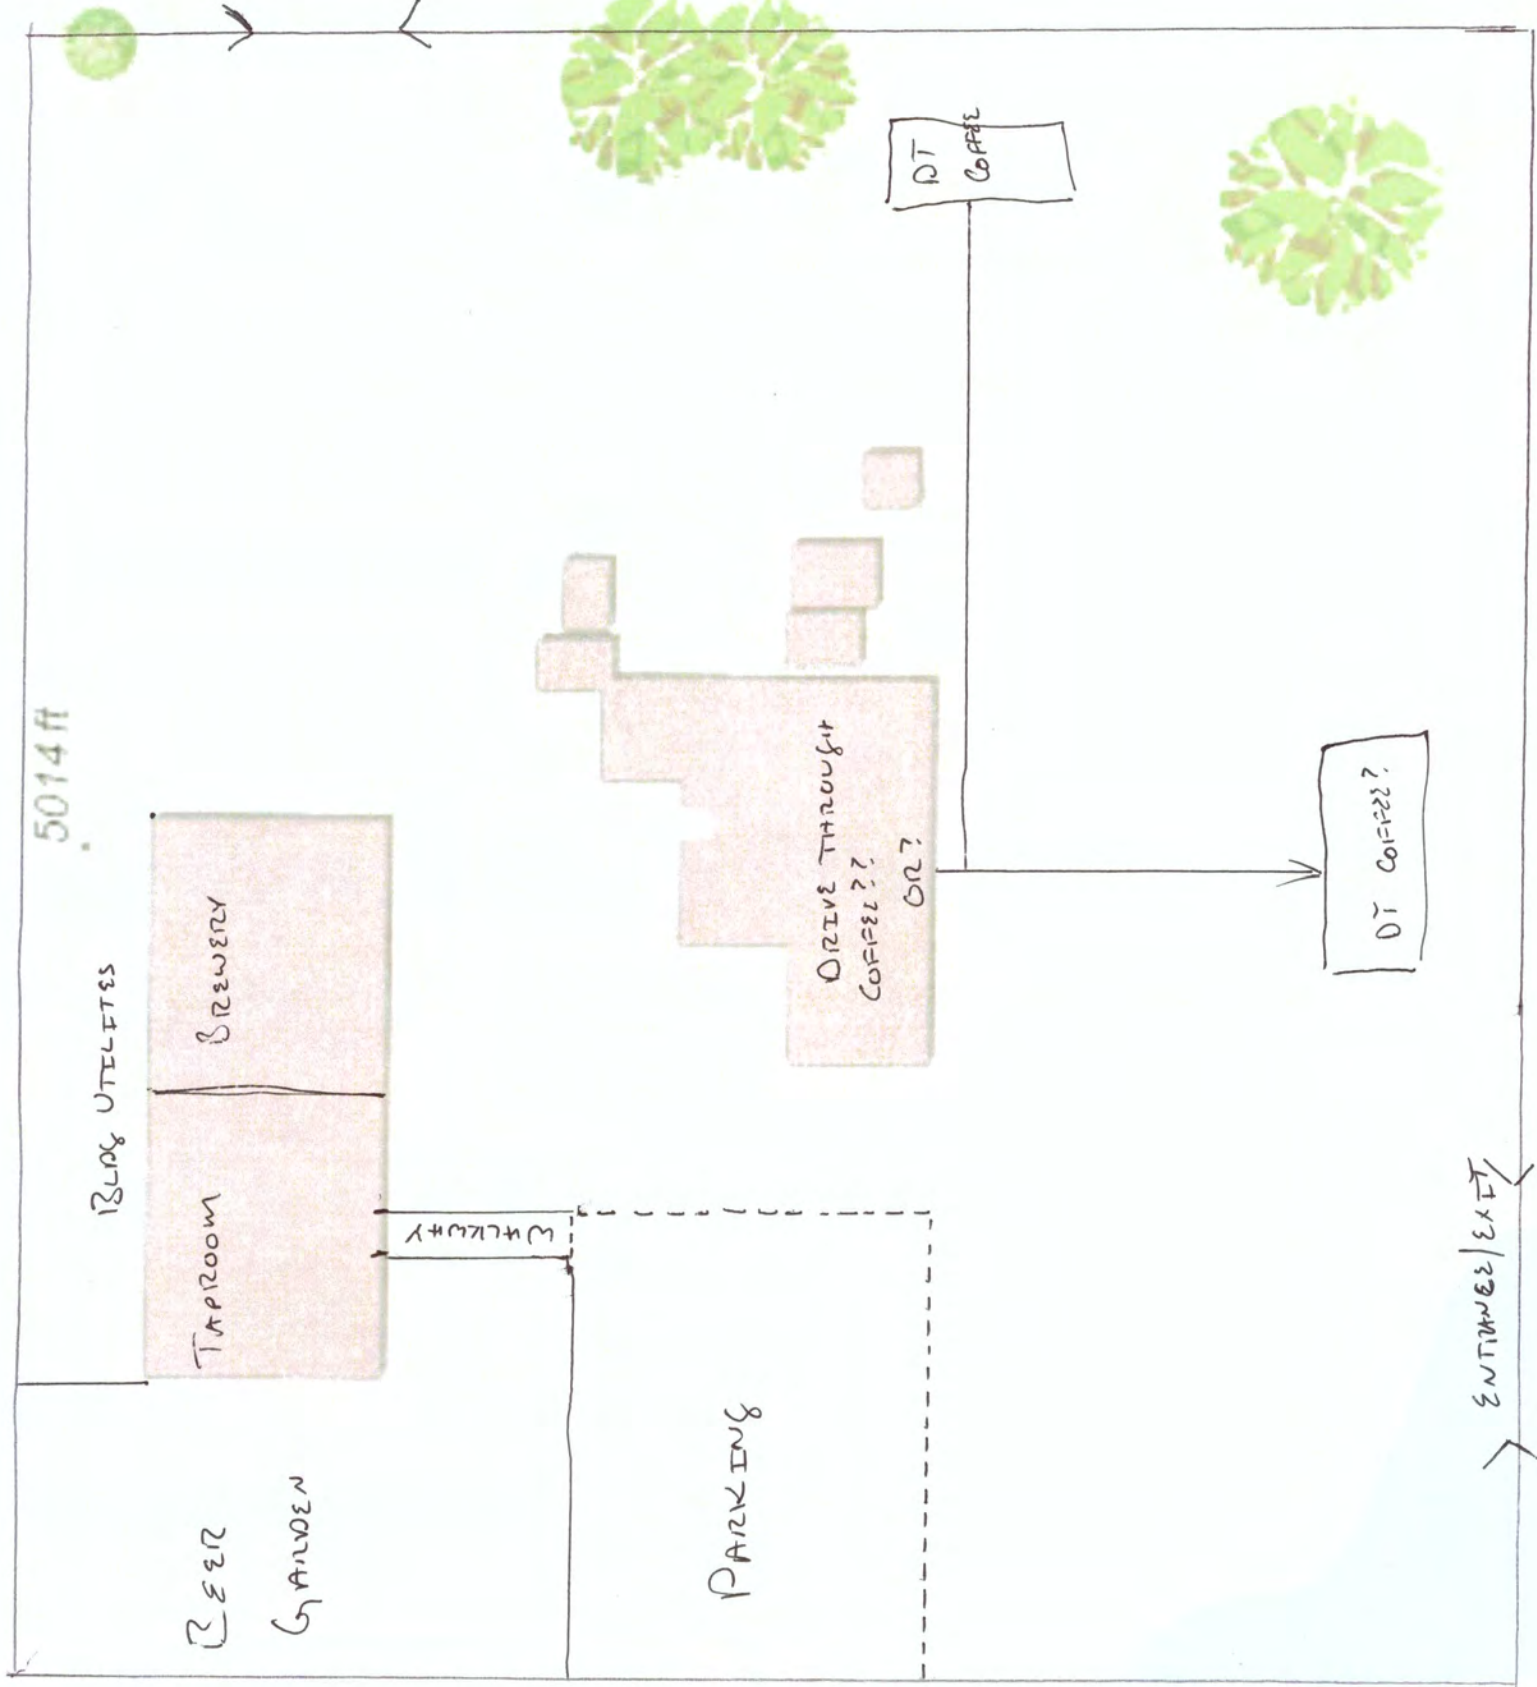 5014 ft
BLDG UTILITES
BEER
GARDEN
TAPROOM
BREWERY
WALKWAY
PARKING
DRIVE THROUGH
COFFEE??
OR?
DT
COFFEE
DT COFFEE?
ENTRANCE/EXIT